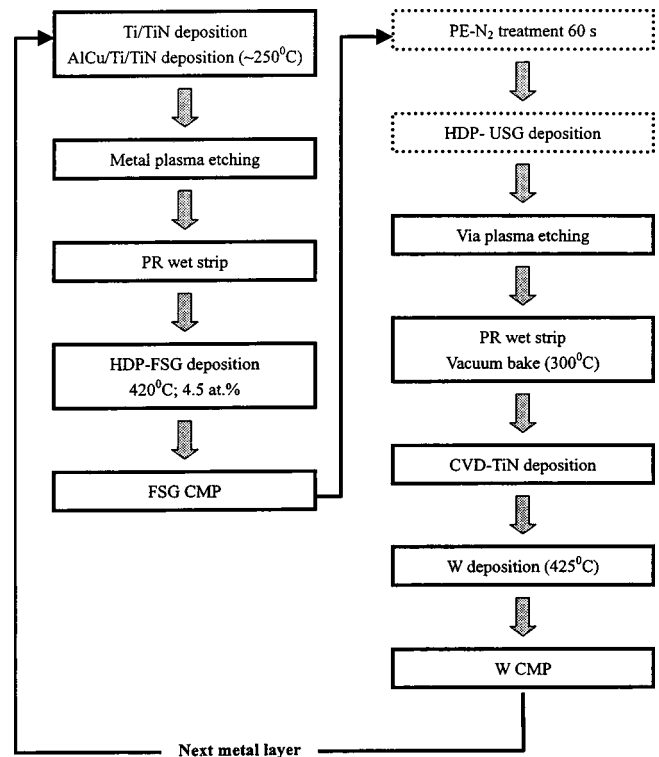 Ti/TiN deposition
AlCu/Ti/TiN deposition (~250⁰C)
Metal plasma etching
PR wet strip
HDP-FSG deposition
420⁰C; 4.5 at.%
FSG CMP
PE-N₂ treatment 60 s
HDP- USG deposition
Via plasma etching
PR wet strip
Vacuum bake (300⁰C)
CVD-TiN deposition
W deposition (425⁰C)
W CMP
Next metal layer